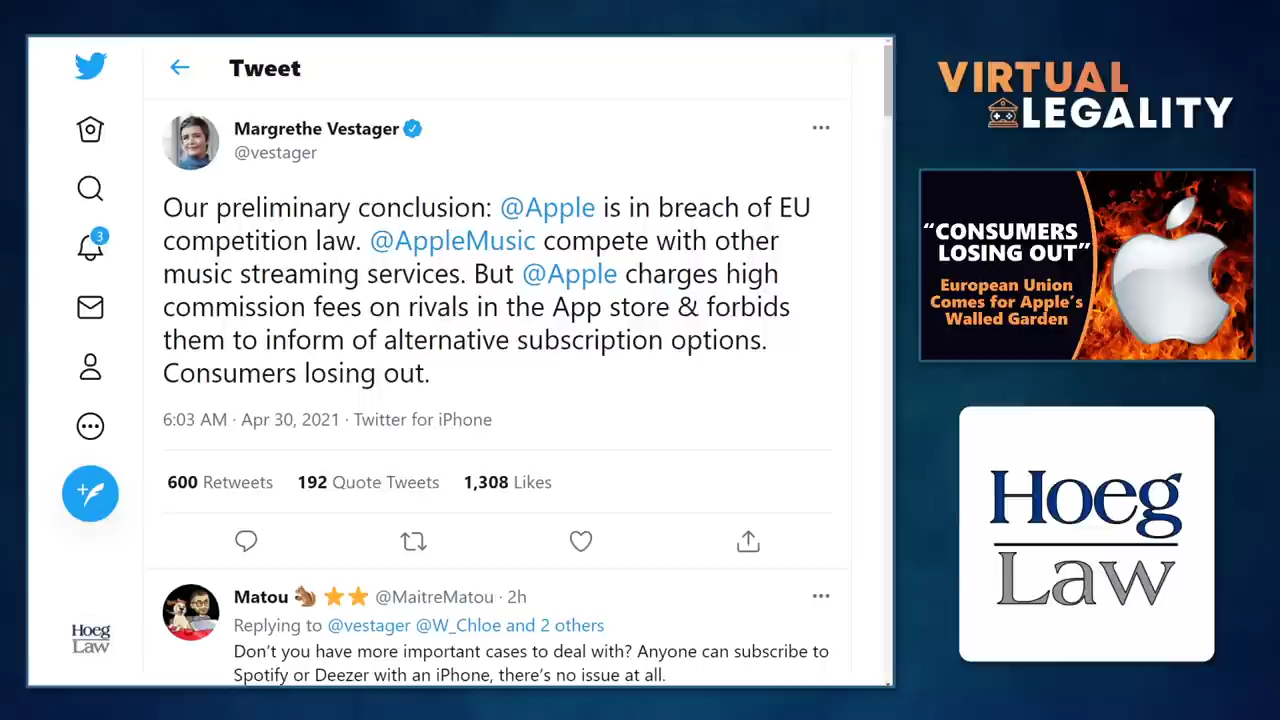 Tweet
Margrethe Vestager
@vestager
Our preliminary conclusion: @Apple is in breach of EU
competition law. @AppleMusic compete with other
music streaming services. But @Apple charges high
commission fees on rivals in the App store & forbids
them to inform of alternative subscription options.
Consumers losing out.
6:03 AM · Apr 30, 2021 · Twitter for iPhone
600 Retweets 192 Quote Tweets 1,308 Likes
Matou 🐿️ ⭐⭐ @MaitreMatou · 2h
Replying to @vestager @W_Chloe and 2 others
Don’t you have more important cases to deal with? Anyone can subscribe to
Spotify or Deezer with an iPhone, there’s no issue at all.
3
Hoeg
Law
VIRTUAL
LEGALITY
“CONSUMERS
LOSING OUT”
European Union
Comes for Apple’s
Walled Garden
Hoeg
Law